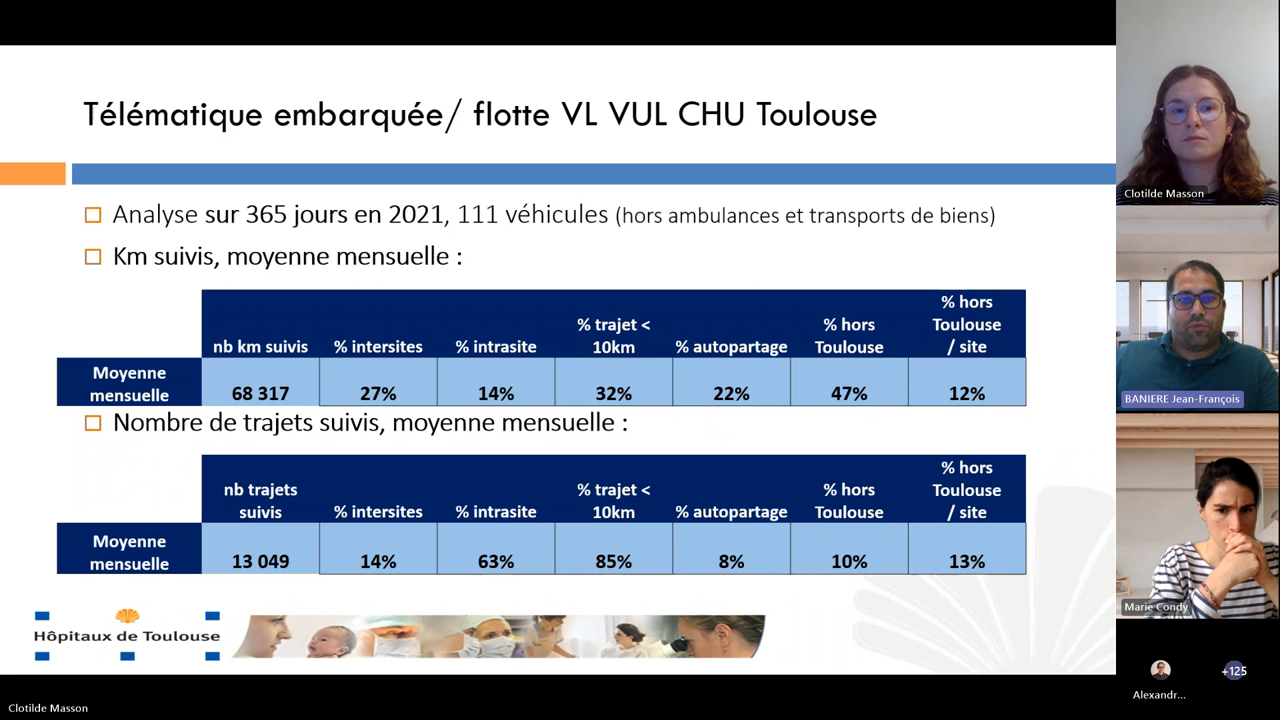 Télématique embarquée/ flotte VL VUL CHU Toulouse
Analyse sur 365 jours en 2021, 111 véhicules (hors ambulances et transports de biens)
Km suivis, moyenne mensuelle :
nb km suivis % intersites % intrasite % trajet < 10km % autopartage % hors Toulouse % hors Toulouse / site
Moyenne mensuelle 68 317 27% 14% 32% 22% 47% 12%
Nombre de trajets suivis, moyenne mensuelle :
nb trajets suivis % intersites % intrasite % trajet < 10km % autopartage % hors Toulouse % hors Toulouse / site
Moyenne mensuelle 13 049 14% 63% 85% 8% 10% 13%
Hôpitaux de Toulouse
Clotilde Masson
BANIERE Jean-François
Marie Condy
Alexandr...
+125
Clotilde Masson